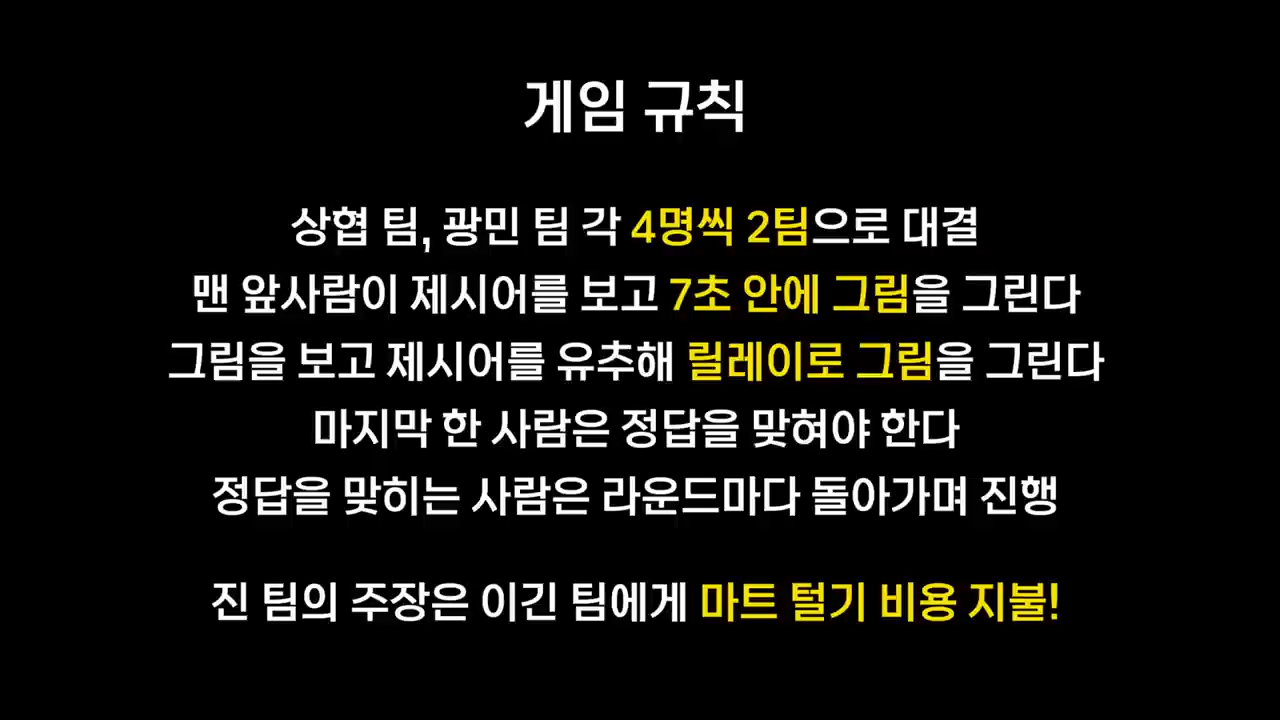 게임 규칙
상협 팀, 광민 팀 각 4명씩 2팀으로 대결
맨 앞사람이 제시어를 보고 7초 안에 그림을 그린다
그림을 보고 제시어를 유추해 릴레이로 그림을 그린다
마지막 한 사람은 정답을 맞혀야 한다
정답을 맞히는 사람은 라운드마다 돌아가며 진행
진 팀의 주장은 이긴 팀에게 마트 털기 비용 지불!